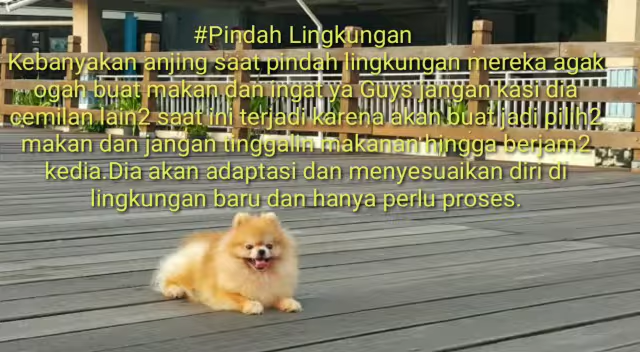 #Pindah Lingkungan
Kebanyakan anjing saat pindah lingkungan mereka agak
ogah buat makan dan ingat ya Guys jangan kasi dia
cemilan lain2 saat ini terjadi karena akan buat jadi pilih2
makan dan jangan tinggalin makanan hingga berjam2
kedia.Dia akan adaptasi dan menyesuaikan diri di
lingkungan baru dan hanya perlu proses.